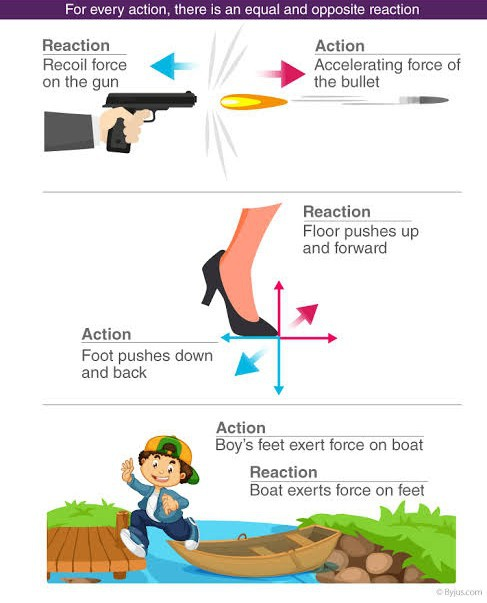 For every action, there is an equal and opposite reaction
Reaction
Recoil force
on the gun
Action
Accelerating force of
the bullet
Reaction
Floor pushes up
and forward
Action
Foot pushes down
and back
Action
Boy's feet exert force on boat
Reaction
Boat exerts force on feet
© Byjus.com